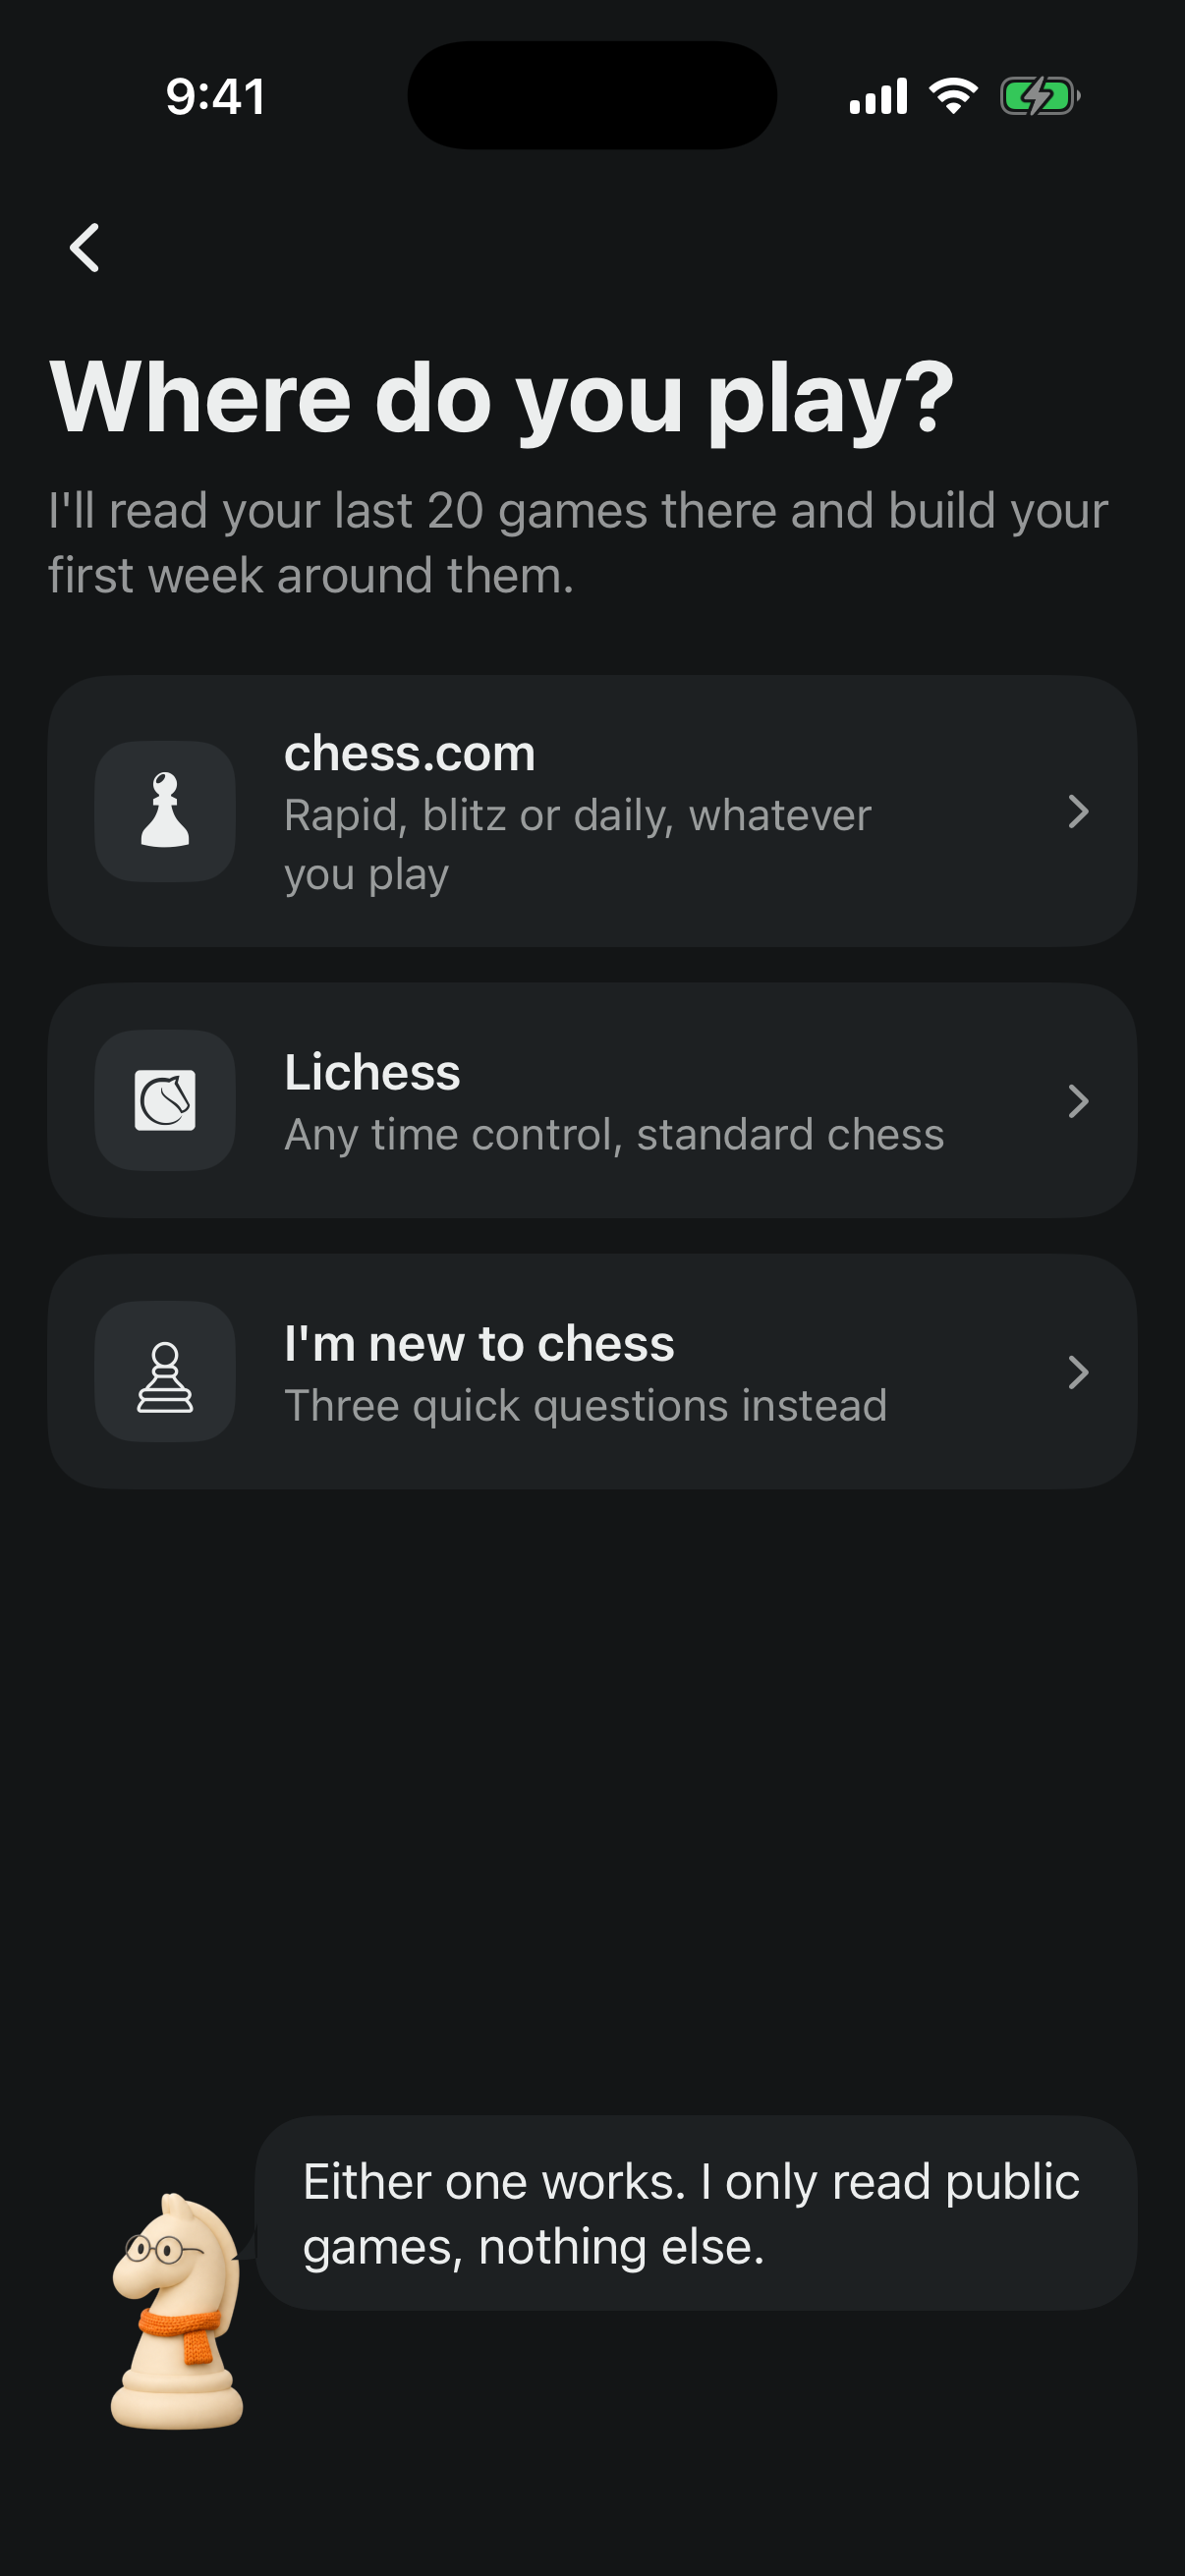 9:41
Where do you play?
I'll read your last 20 games there and build your
first week around them.
chess.com
Rapid, blitz or daily, whatever
you play
Lichess
Any time control, standard chess
I'm new to chess
Three quick questions instead
Either one works. I only read public
games, nothing else.